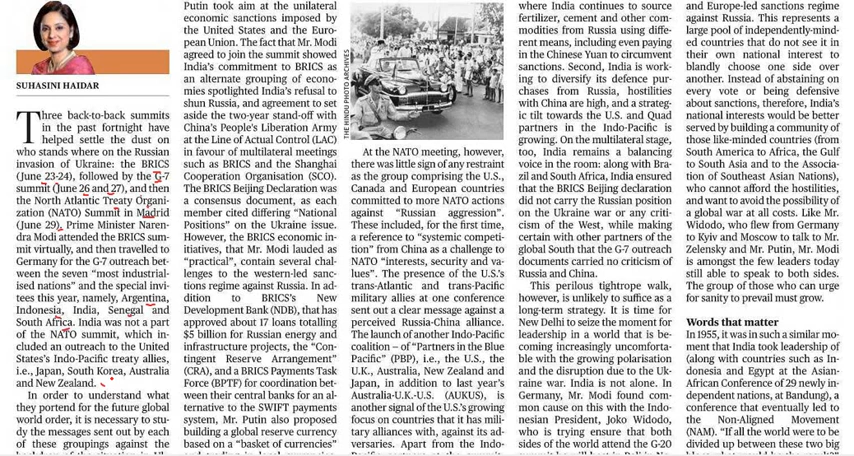 SUHASINI HAIDAR
Three back-to-back summits
in the past fortnight have
helped settle the dust on
who stands where on the Russian
invasion of Ukraine: the BRICS
(June 23-24), followed by the G-7
summit (June 26 and 27), and then
the North Atlantic Treaty Organi-
zation (NATO) Summit in Madrid
(June 29). Prime Minister Naren-
dra Modi attended the BRICS sum-
mit virtually, and then travelled to
Germany for the G-7 outreach bet-
ween the seven "most industrial-
ised nations" and the special invi-
tees this year, namely, Argentina,
Indonesia, India, Senegal and
South Africa. India was not a part
of the NATO summit, which in-
cluded an outreach to the United
States's Indo-Pacific treaty allies,
i.e., Japan, South Korea, Australia
and New Zealand.
In order to understand what
they portend for the future global
world order, it is necessary to stu-
dy the messages sent out by each
of these groupings against the
Putin took aim at the unilateral
economic sanctions imposed by
the United States and the Euro-
pean Union. The fact that Mr. Modi
agreed to join the summit showed
India's commitment to BRICS as
an alternate grouping of econo-
mies spotlighted India's refusal to
shun Russia, and agreement to set
aside the two-year stand-off with
China's People's Liberation Army
at the Line of Actual Control (LAC)
in favour of multilateral meetings
such as BRICS and the Shanghai
Cooperation Organisation (SCO).
The BRICS Beijing Declaration was
a consensus document, as each
member cited differing "National
Positions" on the Ukraine issue.
However, the BRICS economic in-
itiatives, that Mr. Modi lauded as
"practical", contain several chal-
lenges to the western-led sanc-
tions regime against Russia. In ad-
dition to BRICS's New
Development Bank (NDB), that has
approved about 17 loans totalling
$5 billion for Russian energy and
infrastructure projects, the "Con-
tingent Reserve Arrangement"
(CRA), and a BRICS Payments Task
Force (BPTF) for coordination bet-
ween their central banks for an al-
ternative to the SWIFT payments
system, Mr. Putin also proposed
building a global reserve currency
based on a "basket of currencies"
THE HINDU PHOTO ARCHIVES
At the NATO meeting, however,
there was little sign of any restraint
as the group comprising the U.S.,
Canada and European countries
committed to more NATO actions
against "Russian aggression".
These included, for the first time,
a reference to "systemic competi-
tion" from China as a challenge to
NATO "interests, security and va-
lues". The presence of the U.S.'s
trans-Atlantic and trans-Pacific
military allies at one conference
sent out a clear message against a
perceived Russia-China alliance.
The launch of another Indo-Pacific
coalition – of "Partners in the Blue
Pacific" (PBP), i.e., the U.S., the
U.K., Australia, New Zealand and
Japan, in addition to last year's
Australia-U.K.-U.S. (AUKUS), is
another signal of the U.S.'s growing
focus on countries that it has mili-
tary alliances with, against its ad-
versaries. Apart from the Indo-
where India continues to source
fertilizer, cement and other com-
modities from Russia using differ-
ent means, including even paying
in the Chinese Yuan to circumvent
sanctions. Second, India is work-
ing to diversify its defence pur-
chases from Russia, hostilities
with China are high, and a strateg-
ic tilt towards the U.S. and Quad
partners in the Indo-Pacific is
growing. On the multilateral stage,
too, India remains a balancing
voice in the room: along with Bra-
zil and South Africa, India ensured
that the BRICS Beijing declaration
did not carry the Russian position
on the Ukraine war or any criti-
cism of the West, while making
certain with other partners of the
global South that the G-7 outreach
documents carried no criticism of
Russia and China.
This perilous tightrope walk,
however, is unlikely to suffice as a
long-term strategy. It is time for
New Delhi to seize the moment for
leadership in a world that is be-
coming increasingly uncomforta-
ble with the growing polarisation
and the disruption due to the Uk-
raine war. India is not alone. In
Germany, Mr. Modi found com-
mon cause on this with the Indo-
nesian President, Joko Widodo,
who is trying ensure that both
sides of the world attend the G-20
and Europe-led sanctions regime
against Russia. This represents a
large pool of independently-mind-
ed countries that do not see it in
their own national interest to
blandly choose one side over
another. Instead of abstaining on
every vote or being defensive
about sanctions, therefore, India's
national interests would be better
served by building a community of
those like-minded countries (from
South America to Africa, the Gulf
to South Asia and to the Associa-
tion of Southeast Asian Nations),
who cannot afford the hostilities,
and want to avoid the possibility of
a global war at all costs. Like Mr.
Widodo, who flew from Germany
to Kyiv and Moscow to talk to Mr.
Zelensky and Mr. Putin, Mr. Modi
is amongst the few leaders today
still able to speak to both sides.
The group of those who can urge
for sanity to prevail must grow.
Words that matter
In 1955, it was in such a similar mo-
ment that India took leadership of
(along with countries such as In-
donesia and Egypt at the Asian-
African Conference of 29 newly in-
dependent nations, at Bandung), a
conference that eventually led to
the Non-Aligned Movement
(NAM). "If all the world were to be
divided up between these two big